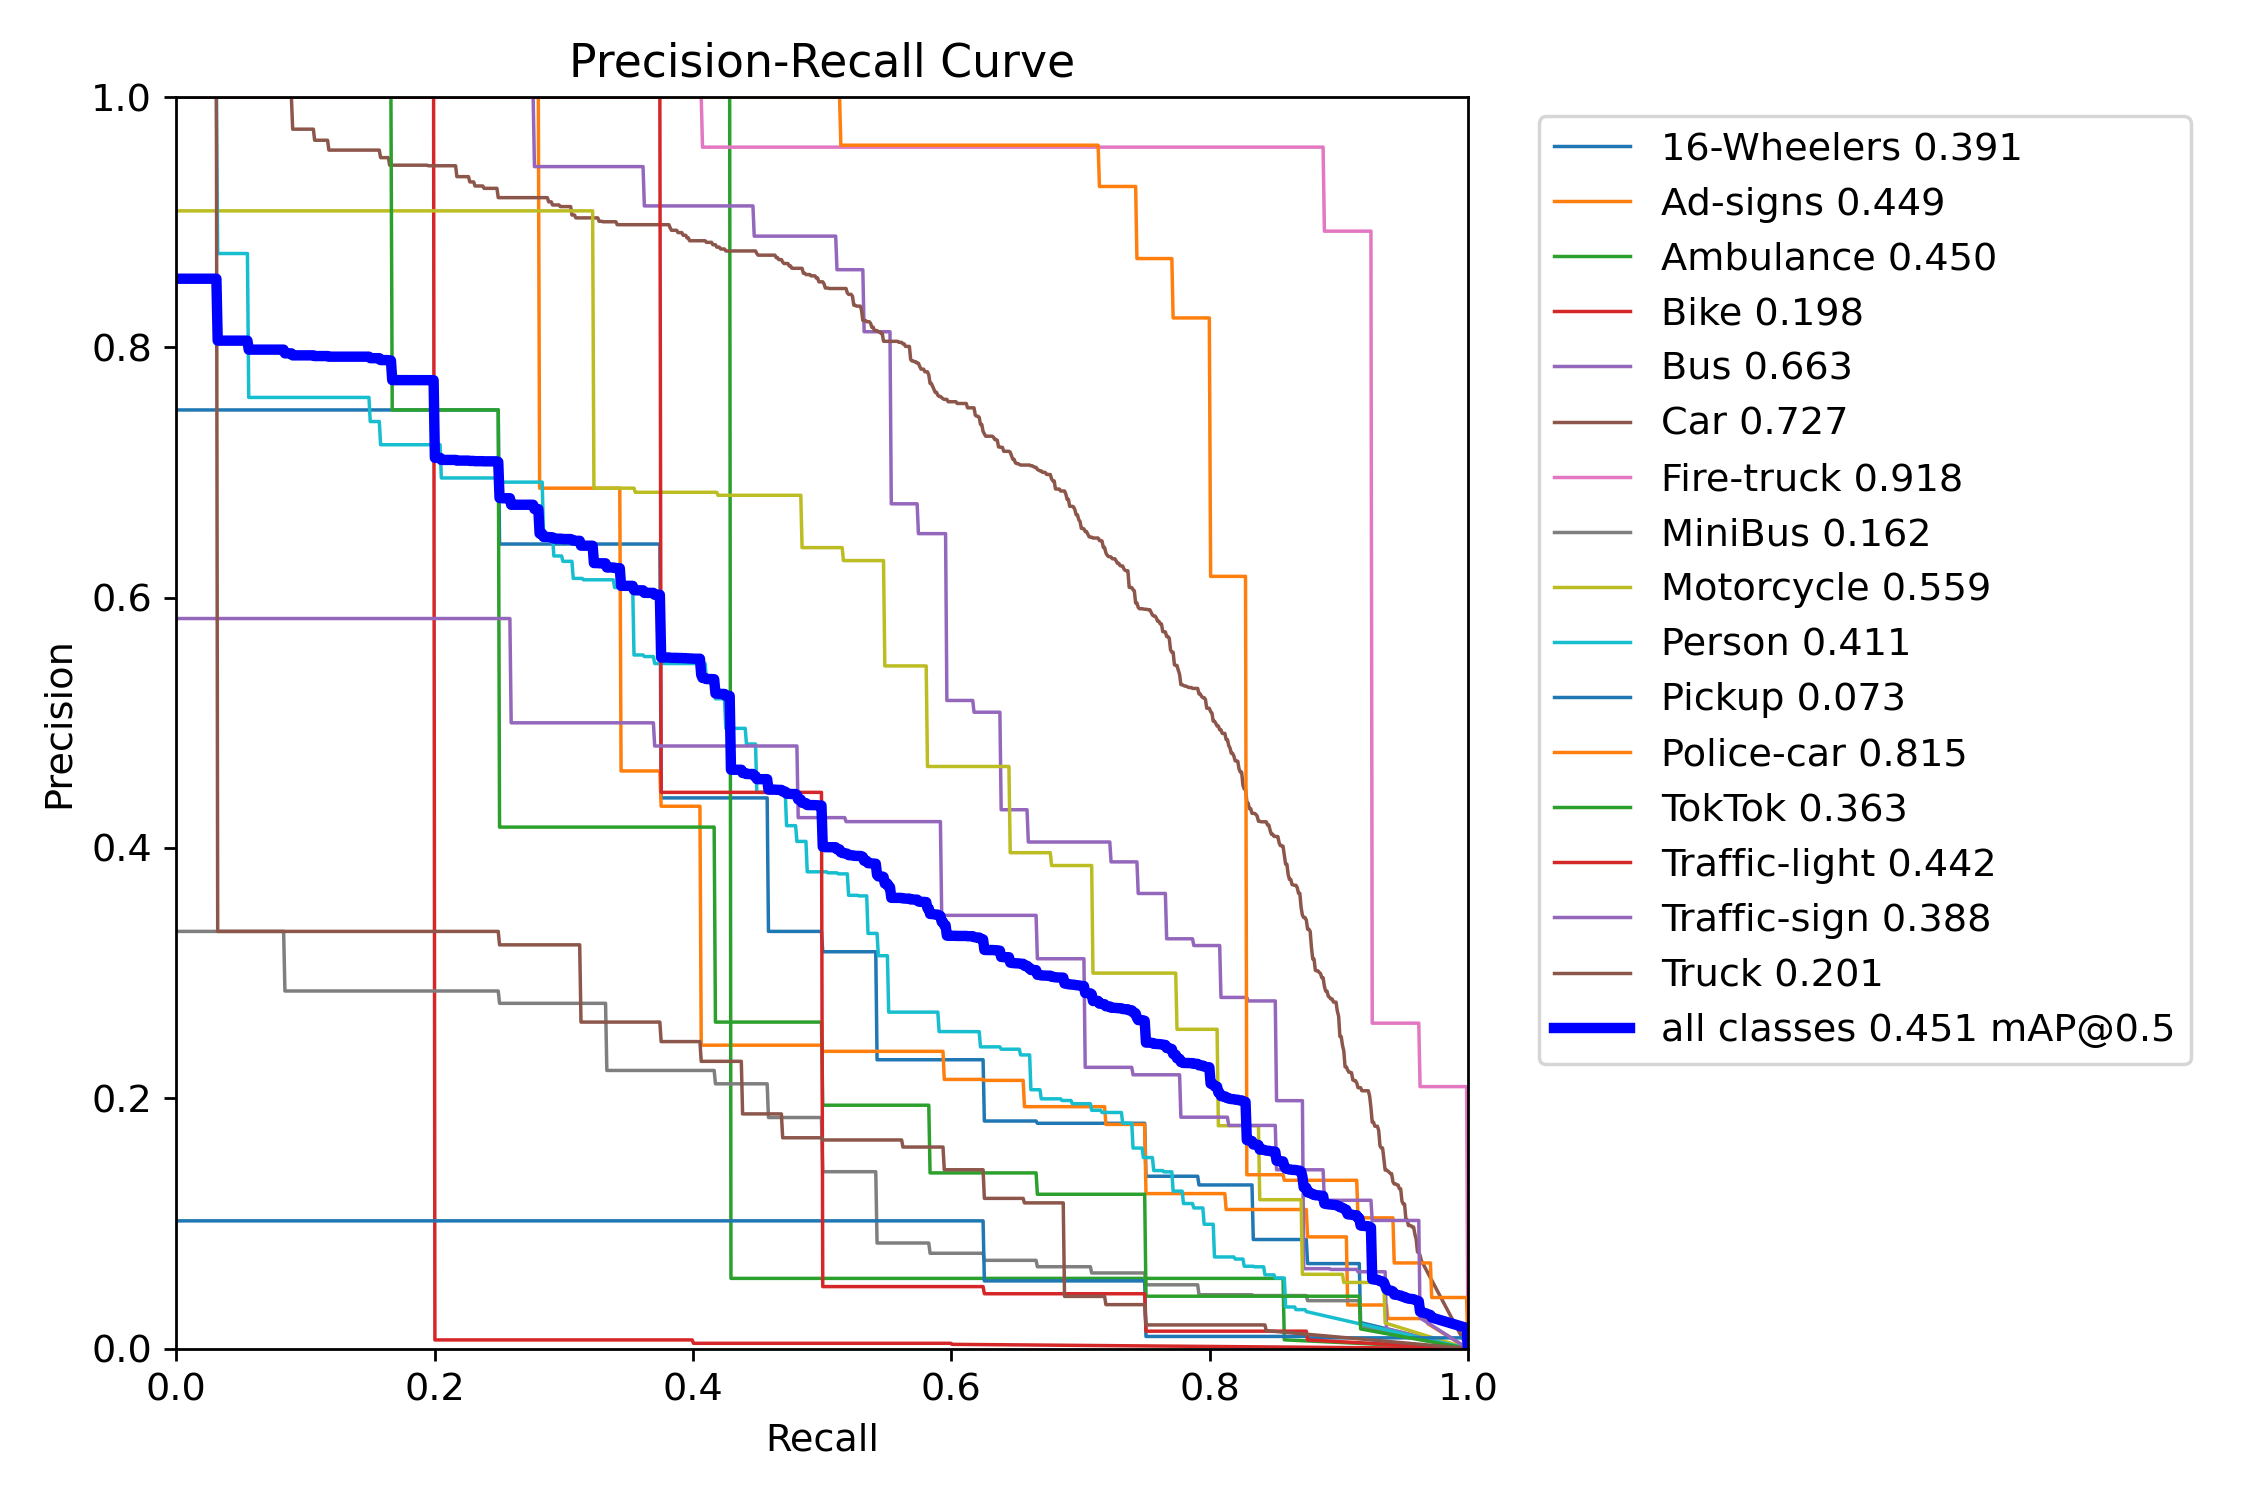 Precision-Recall Curve
1.0
0.8
0.6
0.4
0.2
0.0
Precision
0.0 0.2 0.4 0.6 0.8 1.0
Recall
16-Wheelers 0.391
Ad-signs 0.449
Ambulance 0.450
Bike 0.198
Bus 0.663
Car 0.727
Fire-truck 0.918
MiniBus 0.162
Motorcycle 0.559
Person 0.411
Pickup 0.073
Police-car 0.815
TokTok 0.363
Traffic-light 0.442
Traffic-sign 0.388
Truck 0.201
all classes 0.451 mAP@0.5